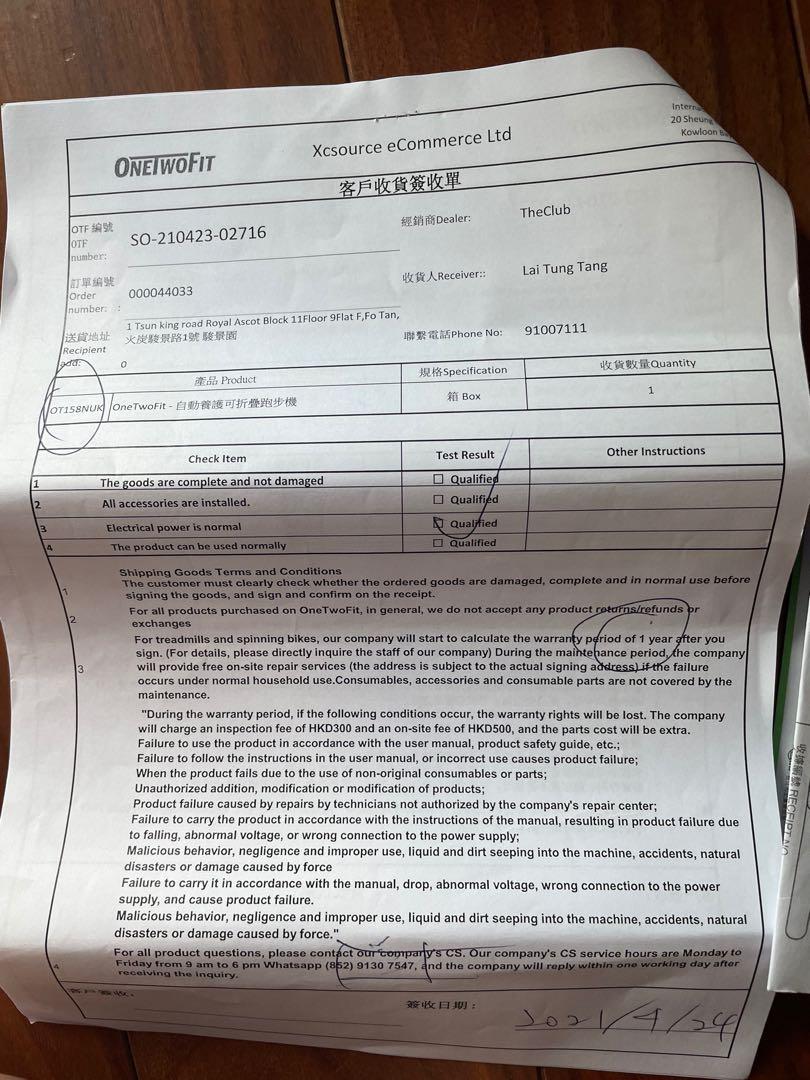 ONETWOFIT
Xcsource eCommerce Ltd
20 Sheung
Kowloon
客戶收貨簽收單
OTF 編號
OTF
number:
SO-210423-02716
經銷商Dealer:
TheClub
訂單編號
Order
number: :
000044033
收貨人Receiver::
Lai Tung Tang
送貨地址
Recipient
add:
1 Tsun king road Royal Ascot Block 11Floor 9Flat F,Fo Tan,
火炭駿景路1號 駿景園
0
聯繫電話Phone No:
91007111
產品 Product
規格Specification
收貨數量Quantity
OT158NUK
OneTwoFit - 自動養護可折疊跑步機
箱 Box
1
Check Item
Test Result
Other Instructions
1 The goods are complete and not damaged ☐ Qualified
2 All accessories are installed. ☐ Qualified
3 Electrical power is normal ☐ Qualified
4 The product can be used normally ☐ Qualified
Shipping Goods Terms and Conditions
1 The customer must clearly check whether the ordered goods are damaged, complete and in normal use before
signing the goods, and sign and confirm on the receipt.
2 For all products purchased on OneTwoFit, in general, we do not accept any product returns/refunds or
exchanges
For treadmills and spinning bikes, our company will start to calculate the warranty period of 1 year after you
sign. (For details, please directly inquire the staff of our company) During the maintenance period, the company
3 will provide free on-site repair services (the address is subject to the actual signing address) if the failure
occurs under normal household use.Consumables, accessories and consumable parts are not covered by the
maintenance.
"During the warranty period, if the following conditions occur, the warranty rights will be lost. The company
will charge an inspection fee of HKD300 and an on-site fee of HKD500, and the parts cost will be extra.
Failure to use the product in accordance with the user manual, product safety guide, etc.;
Failure to follow the instructions in the user manual, or incorrect use causes product failure;
When the product fails due to the use of non-original consumables or parts;
Unauthorized addition, modification or modification of products;
Product failure caused by repairs by technicians not authorized by the company's repair center;
Failure to carry the product in accordance with the instructions of the manual, resulting in product failure due
to falling, abnormal voltage, or wrong connection to the power supply;
Malicious behavior, negligence and improper use, liquid and dirt seeping into the machine, accidents, natural
disasters or damage caused by force
Failure to carry it in accordance with the manual, drop, abnormal voltage, wrong connection to the power
supply, and cause product failure.
Malicious behavior, negligence and improper use, liquid and dirt seeping into the machine, accidents, natural
disasters or damage caused by force."
For all product questions, please contact our company's CS. Our company's CS service hours are Monday to
4 Friday from 9 am to 6 pm Whatsapp (852) 9130 7547, and the company will reply within one working day after
receiving the inquiry.
客戶簽收:
簽收日期:
2021/4/24
收據編號 RECEIPT NO.